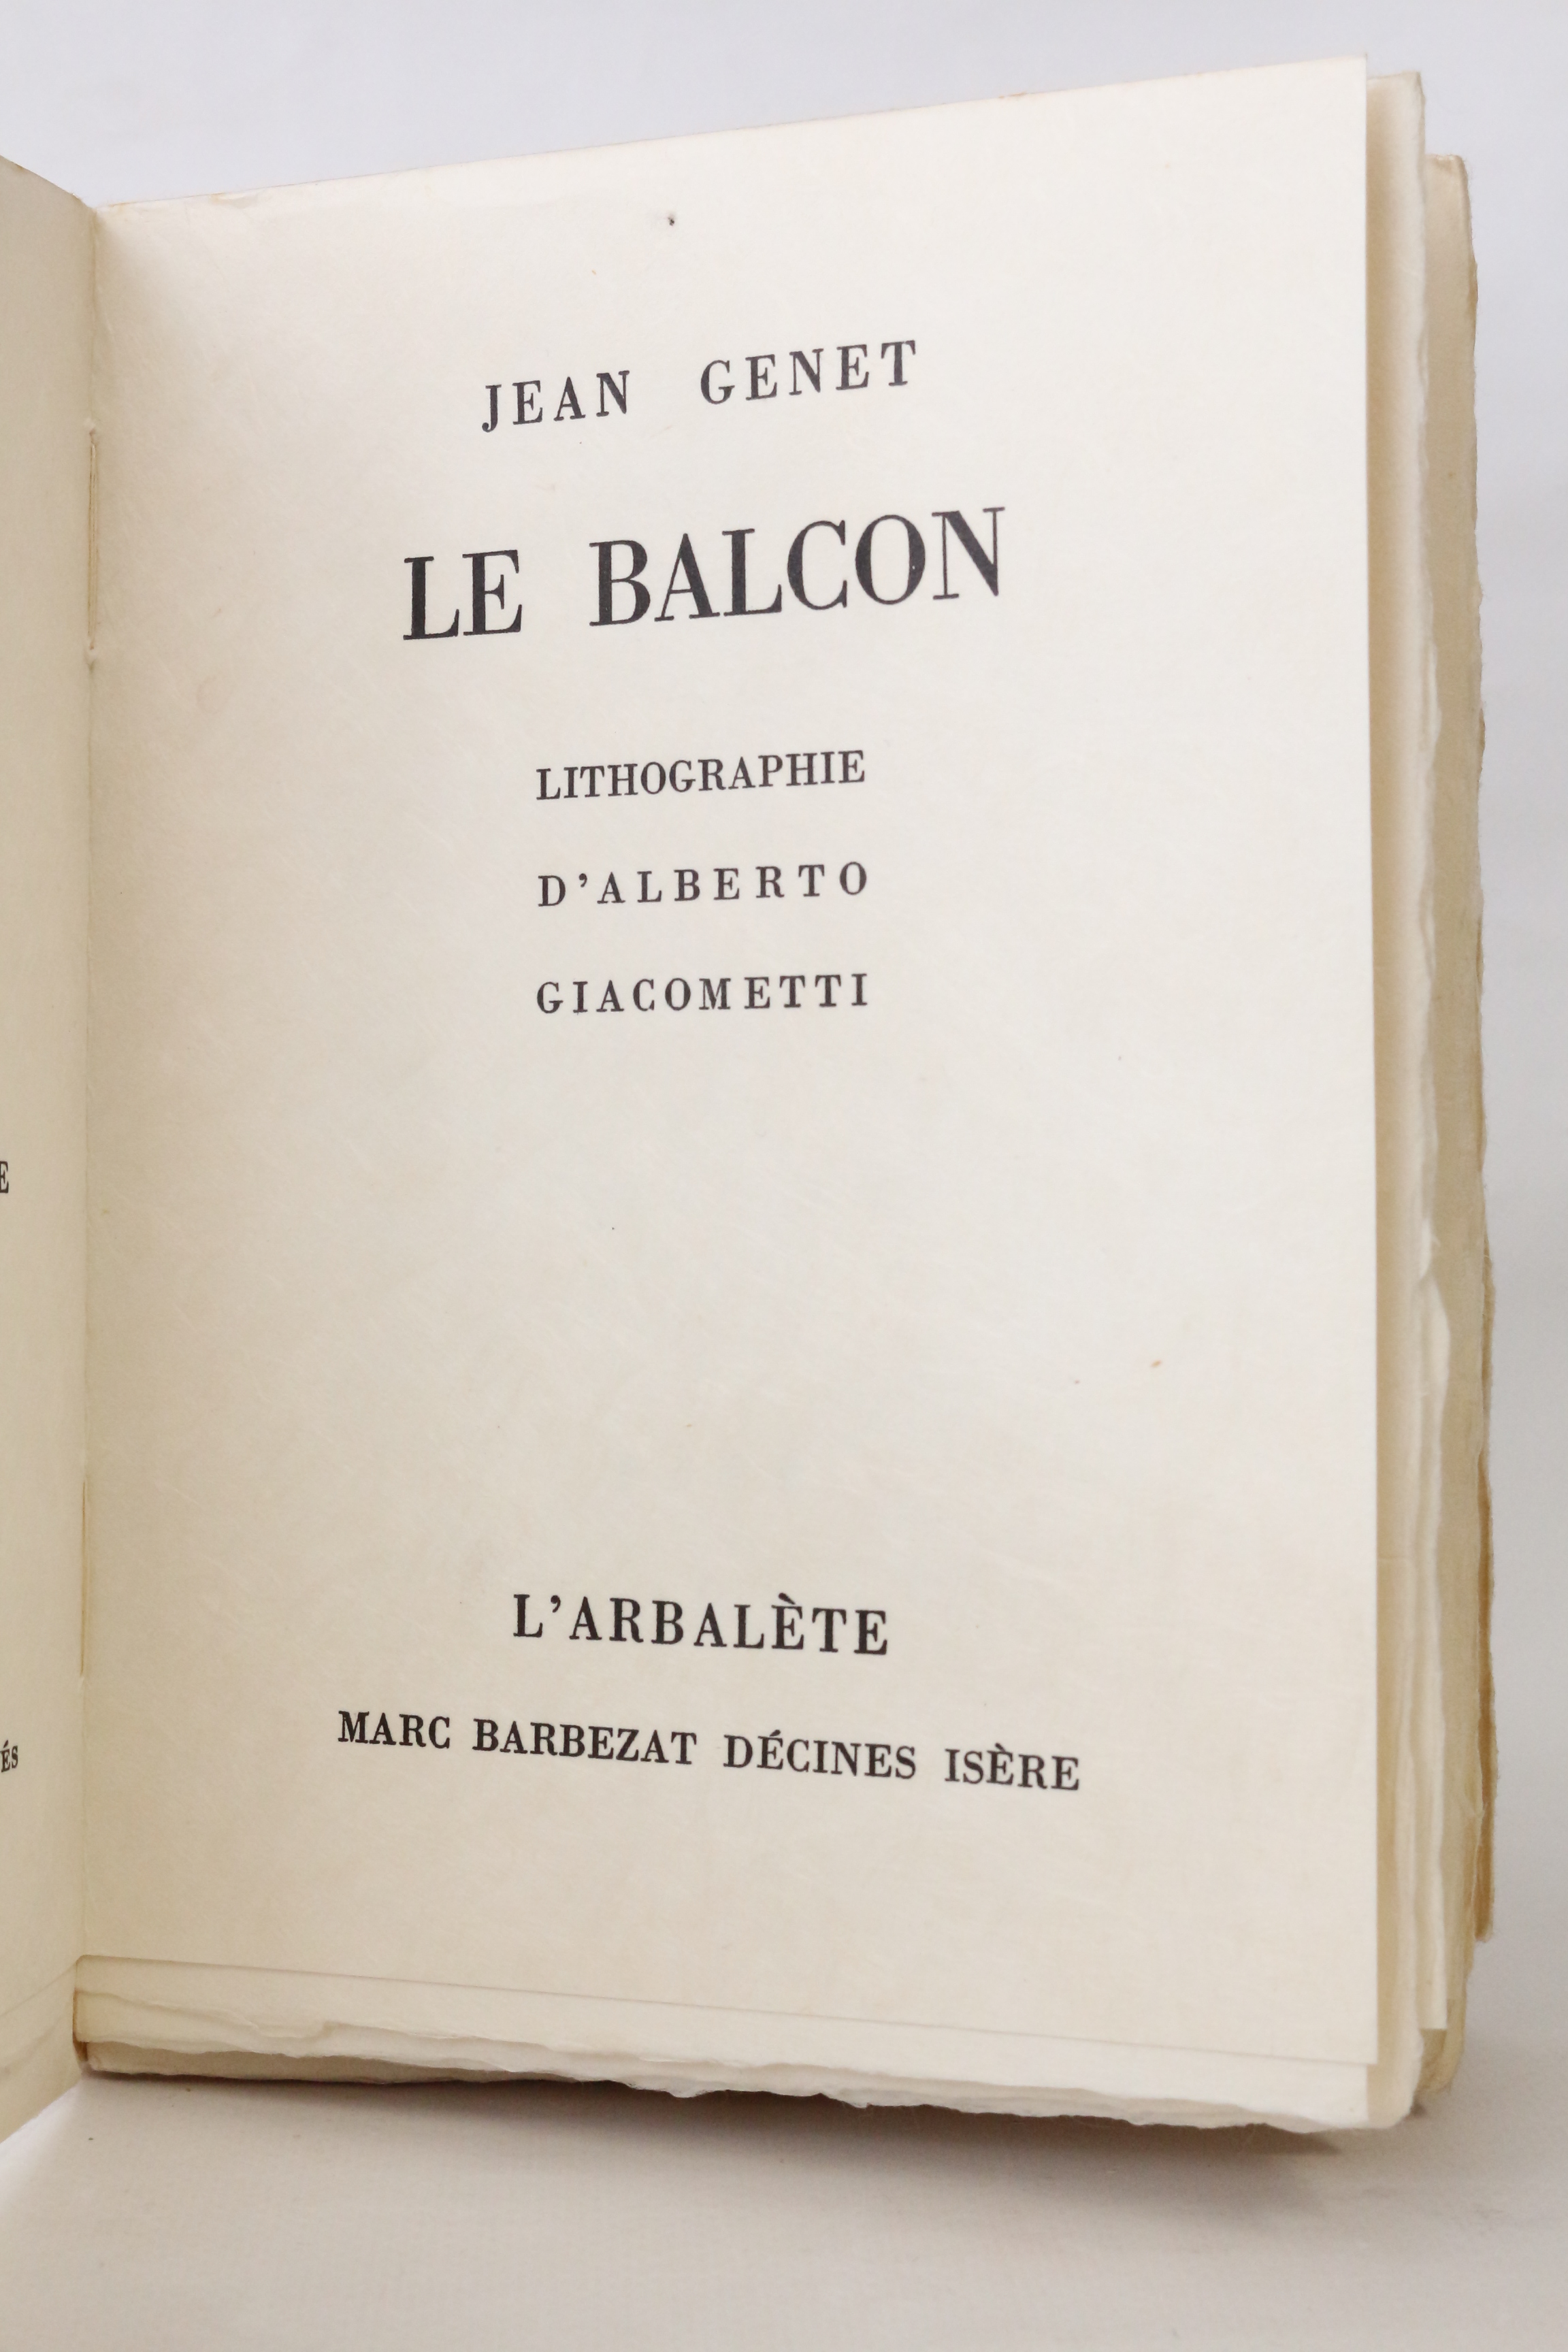 JEAN GENET
LE BALCON
LITHOGRAPHIE
D’ALBERTO
GIACOMETTI
L’ARBALÈTE
MARC BARBEZAT DÉCINES ISÈRE